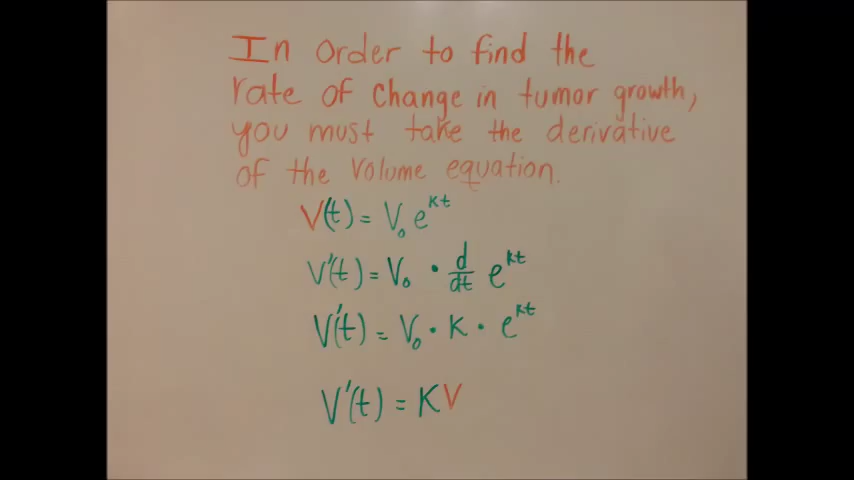 In order to find the
rate of change in tumor growth,
you must take the derivative
of the volume equation.
V(t) = V₀ e^{kt}
V'(t) = V₀ · d/dt e^{kt}
V'(t) = V₀ · K · e^{kt}
V'(t) = KV